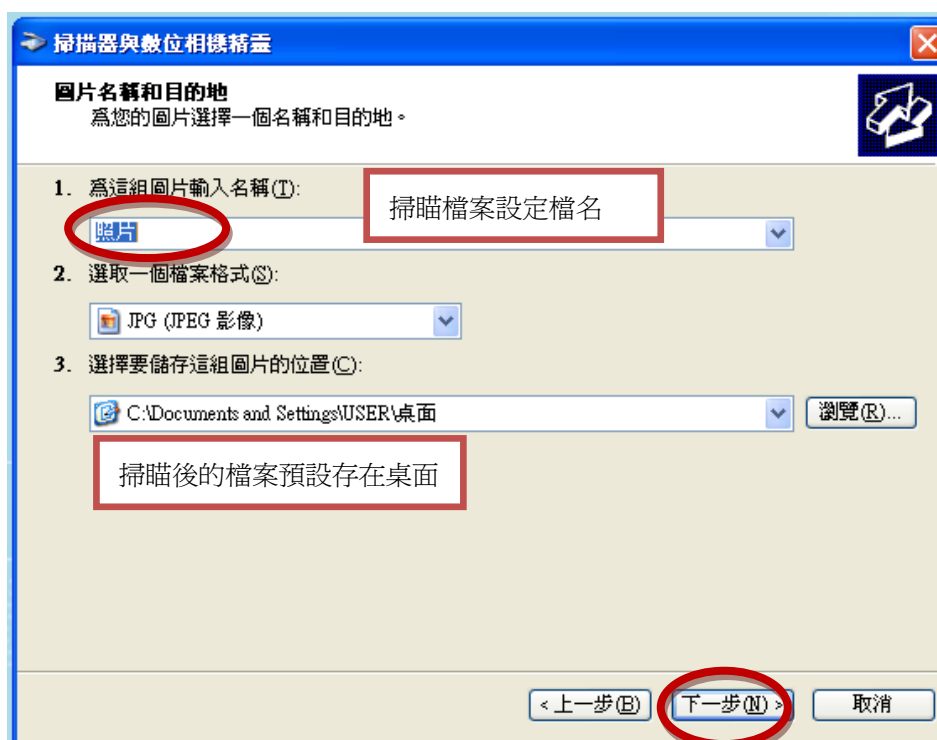 掃描器與數位相機精靈
圖片名稱和目的地
為您的圖片選擇一個名稱和目的地。
1. 為這組圖片輸入名稱(T):
掃瞄檔案設定檔名
照片
2. 選取一個檔案格式(S):
JPG (JPEG 影像)
3. 選擇要儲存這組圖片的位置(C):
C:\Documents and Settings\USER\桌面
瀏覽(R)...
掃瞄後的檔案預設存在桌面
< 上一步(B)
下一步(N) >
取消